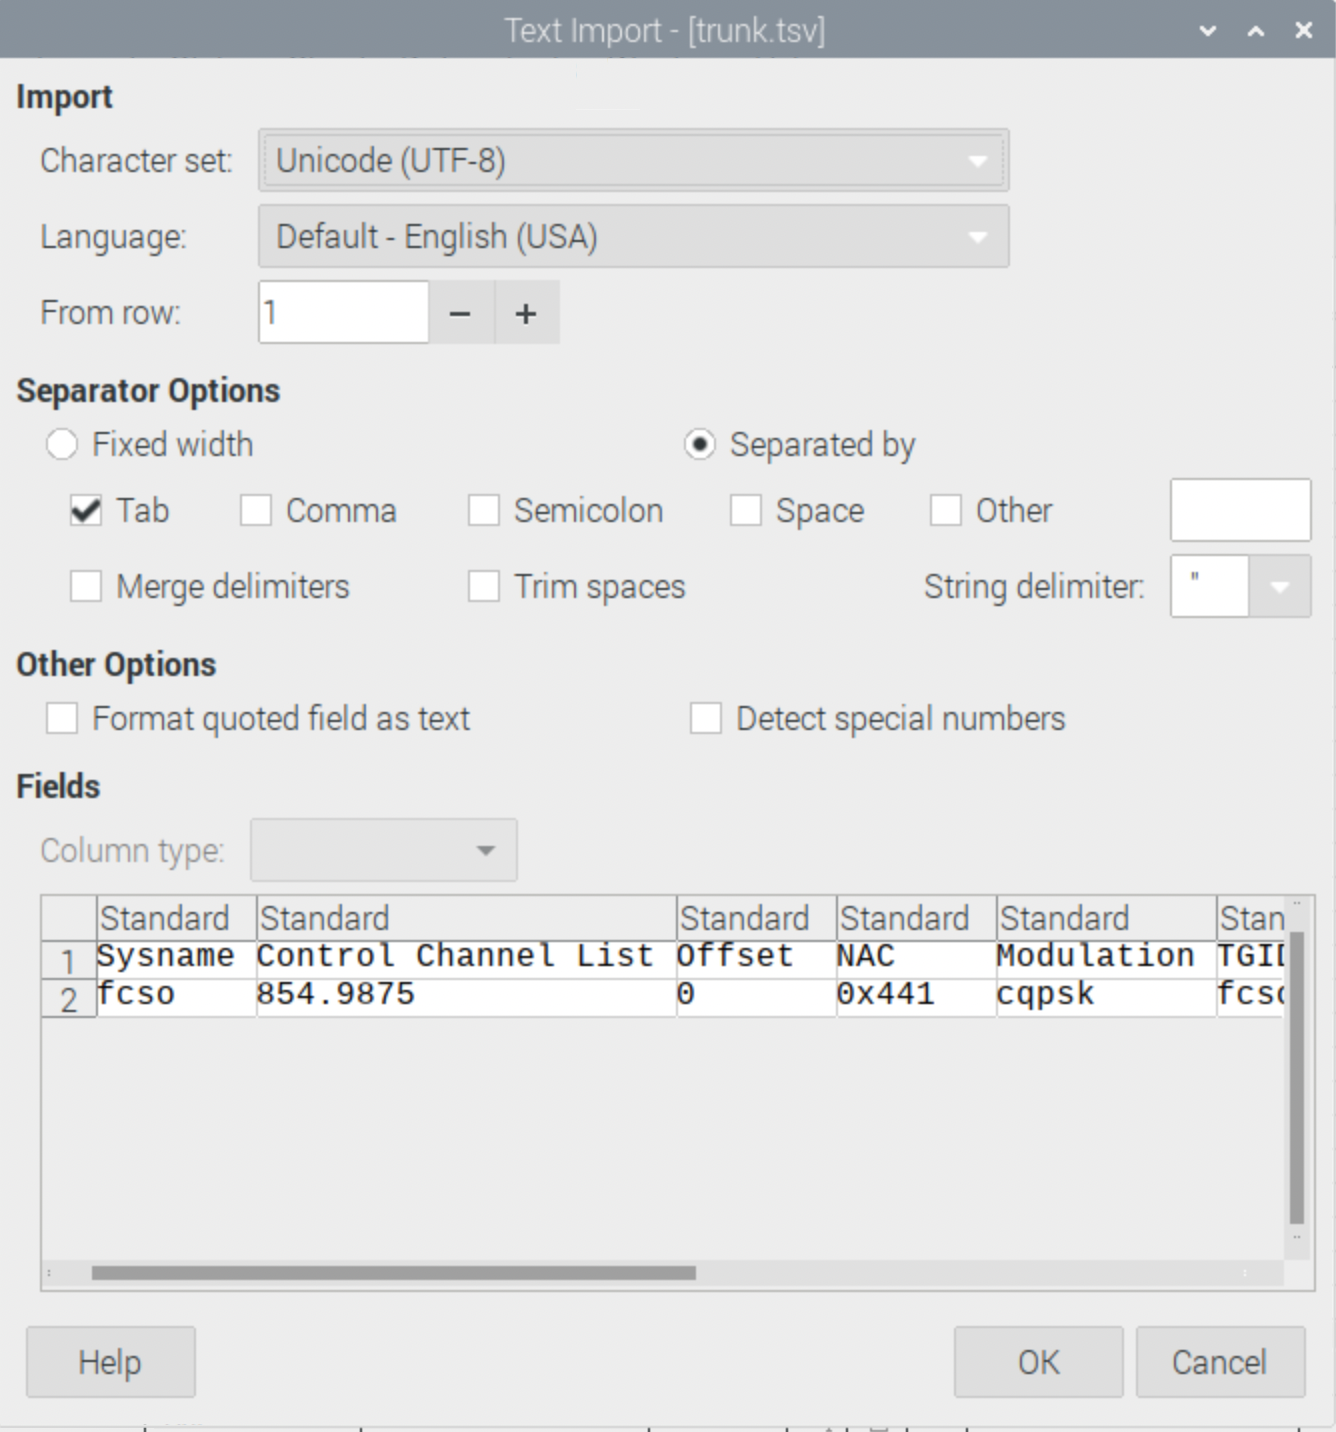 Text Import - [trunk.tsv]
Import
Character set: Unicode (UTF-8)
Language: Default - English (USA)
From row: 1 − +
Separator Options
Fixed width Separated by
Tab Comma Semicolon Space Other
Merge delimiters Trim spaces String delimiter: "
Other Options
Format quoted field as text Detect special numbers
Fields
Column type:
Standard Standard Standard Standard Standard Stan
1 Sysname Control Channel List Offset NAC Modulation TGI
2 fcso 854.9875 0 0x441 cqpsk fcs
Help OK Cancel